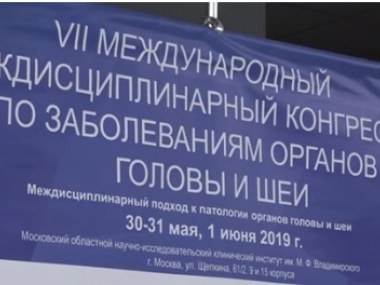 VII МЕЖДУНАРОДНЫЙ
ЖДИСЦИПЛИНАРНЫЙ КОНГРЕС
ПО ЗАБОЛЕВАНИЯМ ОРГАНОВ
ГОЛОВЫ И ШЕИ
Междисциплинарный подход к патологии органов головы и шеи
30-31 мая, 1 июня 2019 г.
Московский областной научно-исследовательский клинический институт им. М. Ф. Владимирского
г. Москва, ул. Щепкина, 61/2, 9 и 15 корпуса